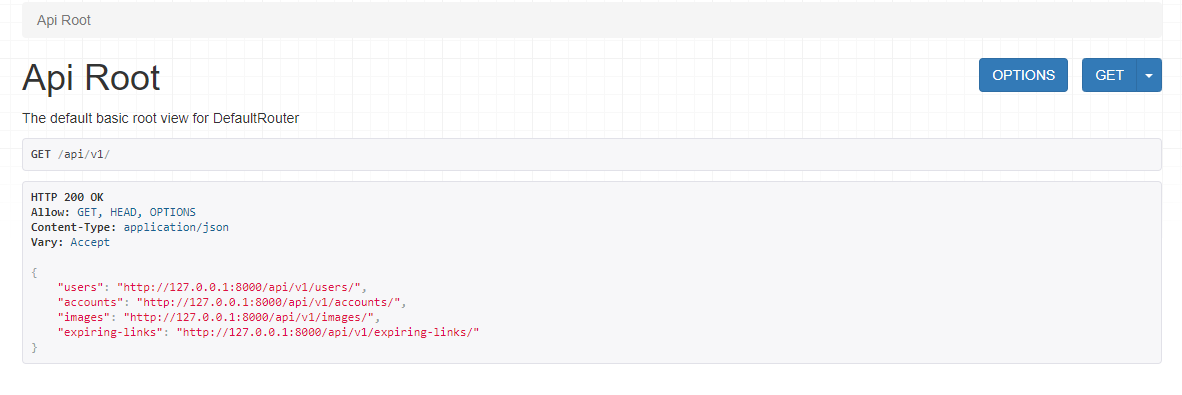 Api Root
Api Root
OPTIONS
GET
The default basic root view for DefaultRouter
GET /api/v1/
HTTP 200 OK
Allow: GET, HEAD, OPTIONS
Content-Type: application/json
Vary: Accept
{
    "users": "http://127.0.0.1:8000/api/v1/users/",
    "accounts": "http://127.0.0.1:8000/api/v1/accounts/",
    "images": "http://127.0.0.1:8000/api/v1/images/",
    "expiring-links": "http://127.0.0.1:8000/api/v1/expiring-links/"
}